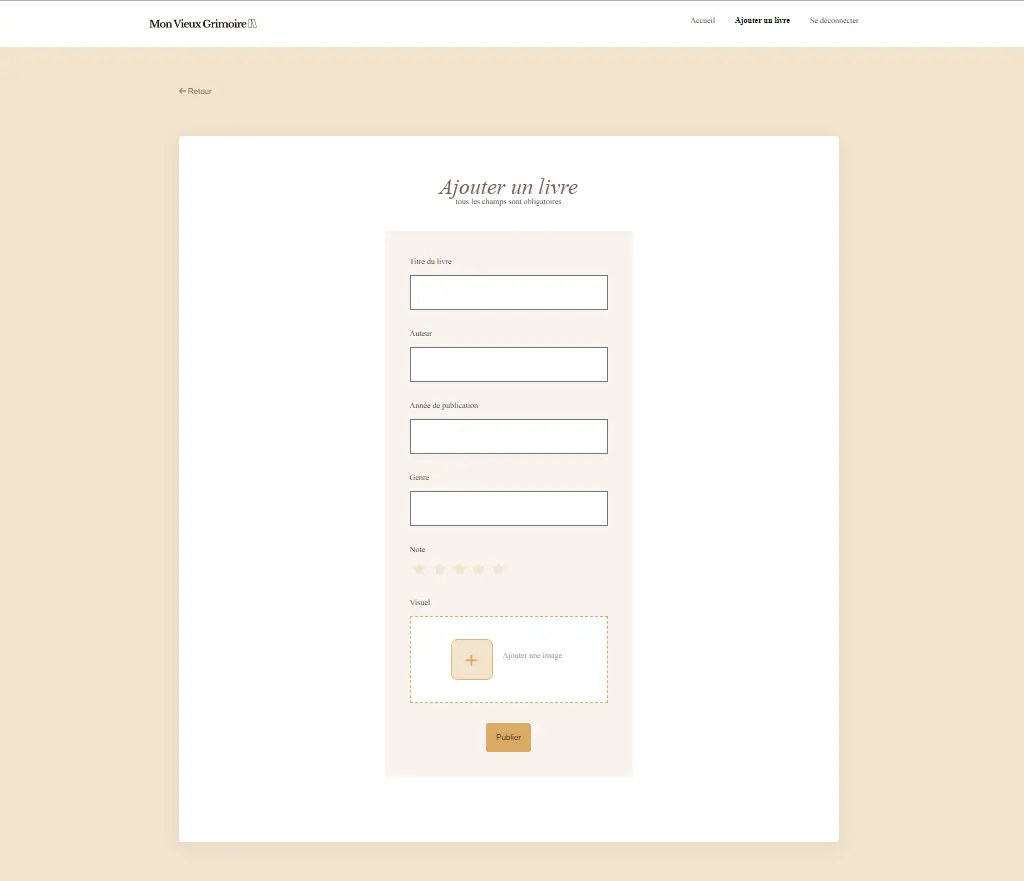 Mon Vieux Grimoire
Accueil
Ajouter un livre
Se déconnecter
← Retour
Ajouter un livre
tous les champs sont obligatoires
Titre du livre
Auteur
Année de publication
Genre
Note
Visuel
+ Ajouter une image
Publier